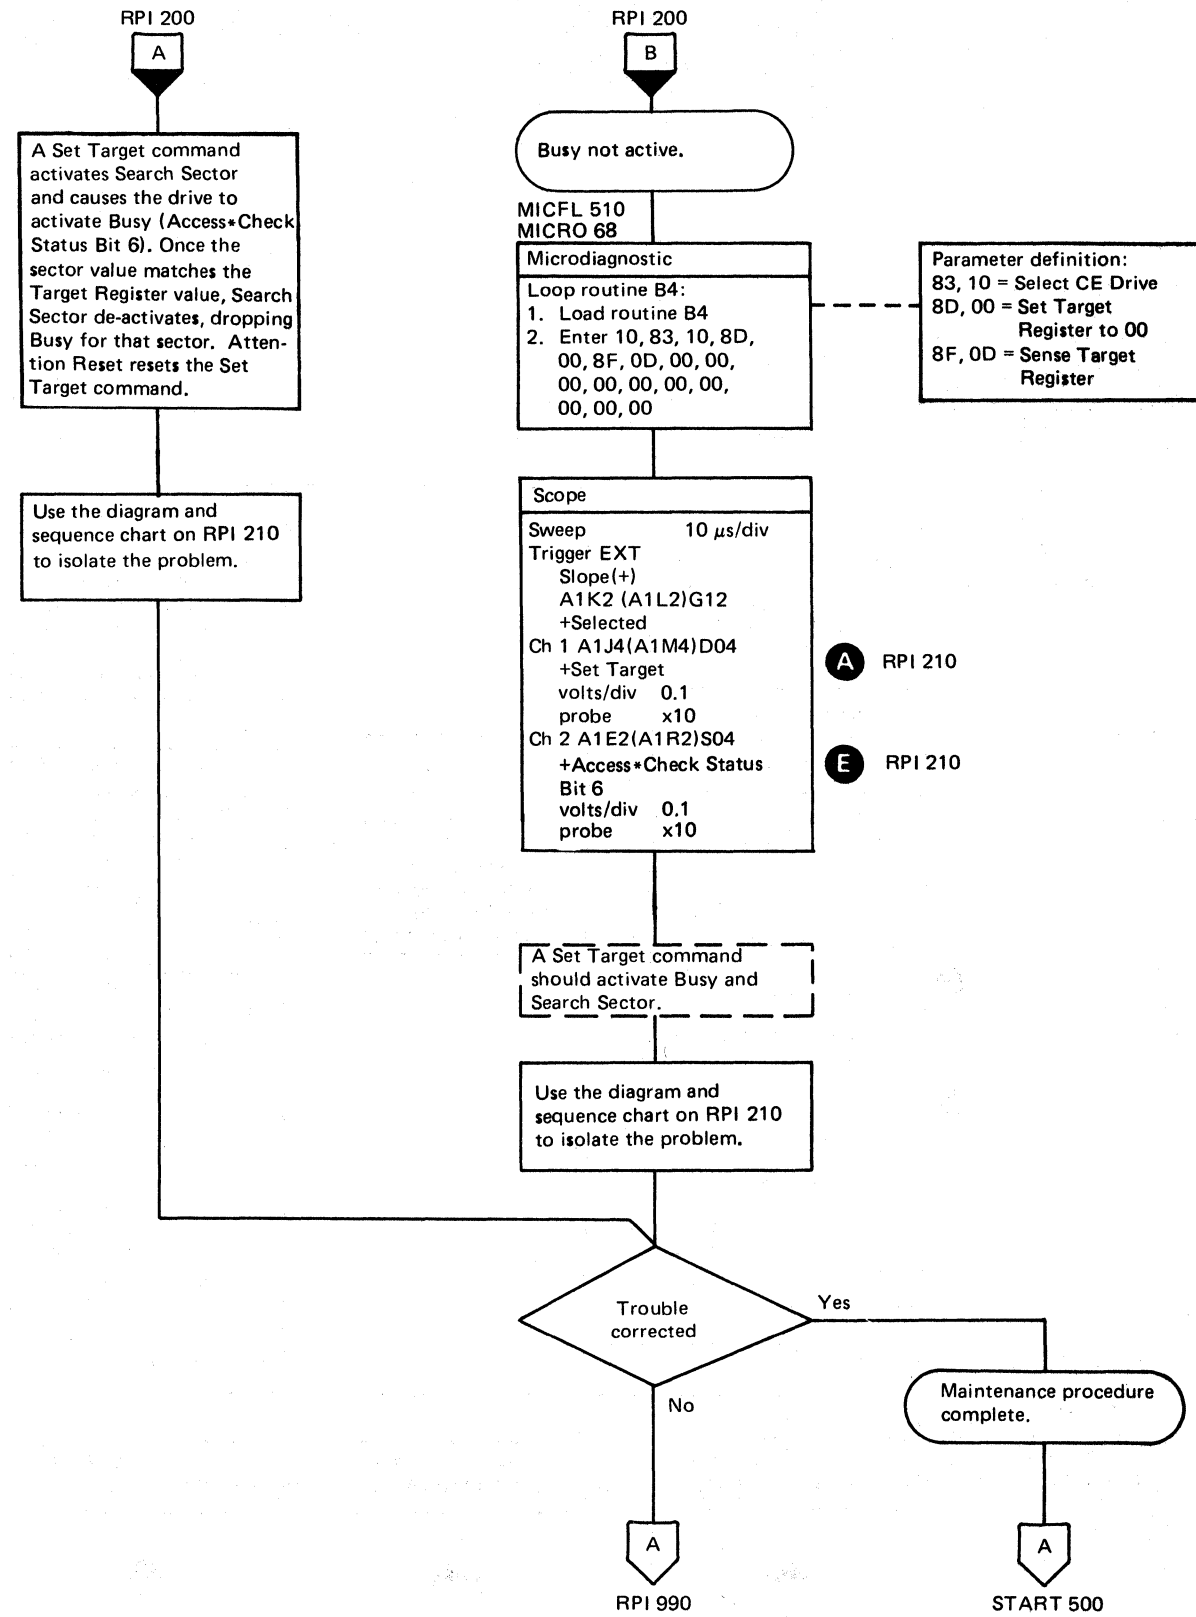 RPI 200
A
A Set Target command
activates Search Sector
and causes the drive to
activate Busy (Access*Check
Status Bit 6). Once the
sector value matches the
Target Register value, Search
Sector de-activates, dropping
Busy for that sector. Atten-
tion Reset resets the Set
Target command.
Use the diagram and
sequence chart on RPI 210
to isolate the problem.
RPI 200
B
Busy not active.
MICFL 510
MICRO 68
Microdiagnostic
Loop routine B4:
1. Load routine B4
2. Enter 10, 83, 10, 8D,
00, 8F, 0D, 00, 00,
00, 00, 00, 00, 00,
00, 00, 00
Parameter definition:
83, 10 = Select CE Drive
8D, 00 = Set Target
Register to 00
8F, 0D = Sense Target
Register
Scope
Sweep 10 μs/div
Trigger EXT
Slope(+)
A1K2 (A1L2)G12
+Selected
Ch 1 A1J4(A1M4)D04
+Set Target
volts/div 0.1
probe x10
Ch 2 A1E2(A1R2)S04
+Access*Check Status
Bit 6
volts/div 0.1
probe x10
A RPI 210
E RPI 210
A Set Target command
should activate Busy and
Search Sector.
Use the diagram and
sequence chart on RPI 210
to isolate the problem.
Trouble
corrected
Yes
No
Maintenance procedure
complete.
A
RPI 990
A
START 500